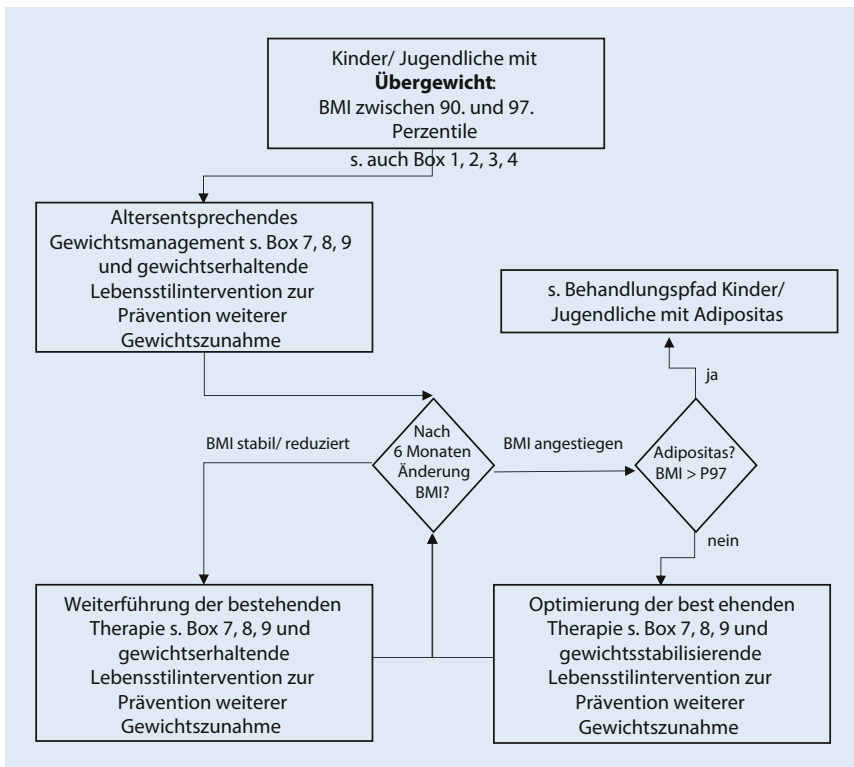 Kinder/ Jugendliche mit
Übergewicht:
BMI zwischen 90. und 97.
Perzentile
s. auch Box 1, 2, 3, 4
Altersentsprechendes
Gewichtsmanagement s. Box 7, 8, 9
und gewichtserhaltende
Lebensstilintervention zur
Prävention weiterer
Gewichtszunahme
s. Behandlungspfad Kinder/
Jugendliche mit Adipositas
ja
BMI stabil/ reduziert
Nach
6 Monaten
Änderung
BMI?
BMI angestiegen
Adipositas?
BMI > P97
nein
Weiterführung der bestehenden
Therapie s. Box 7, 8, 9 und
gewichtserhaltende
Lebensstilintervention zur
Prävention weiterer
Gewichtszunahme
Optimierung der best ehenden
Therapie s. Box 7, 8, 9 und
gewichtsstabilisierende
Lebensstilintervention zur
Prävention weiterer
Gewichtszunahme